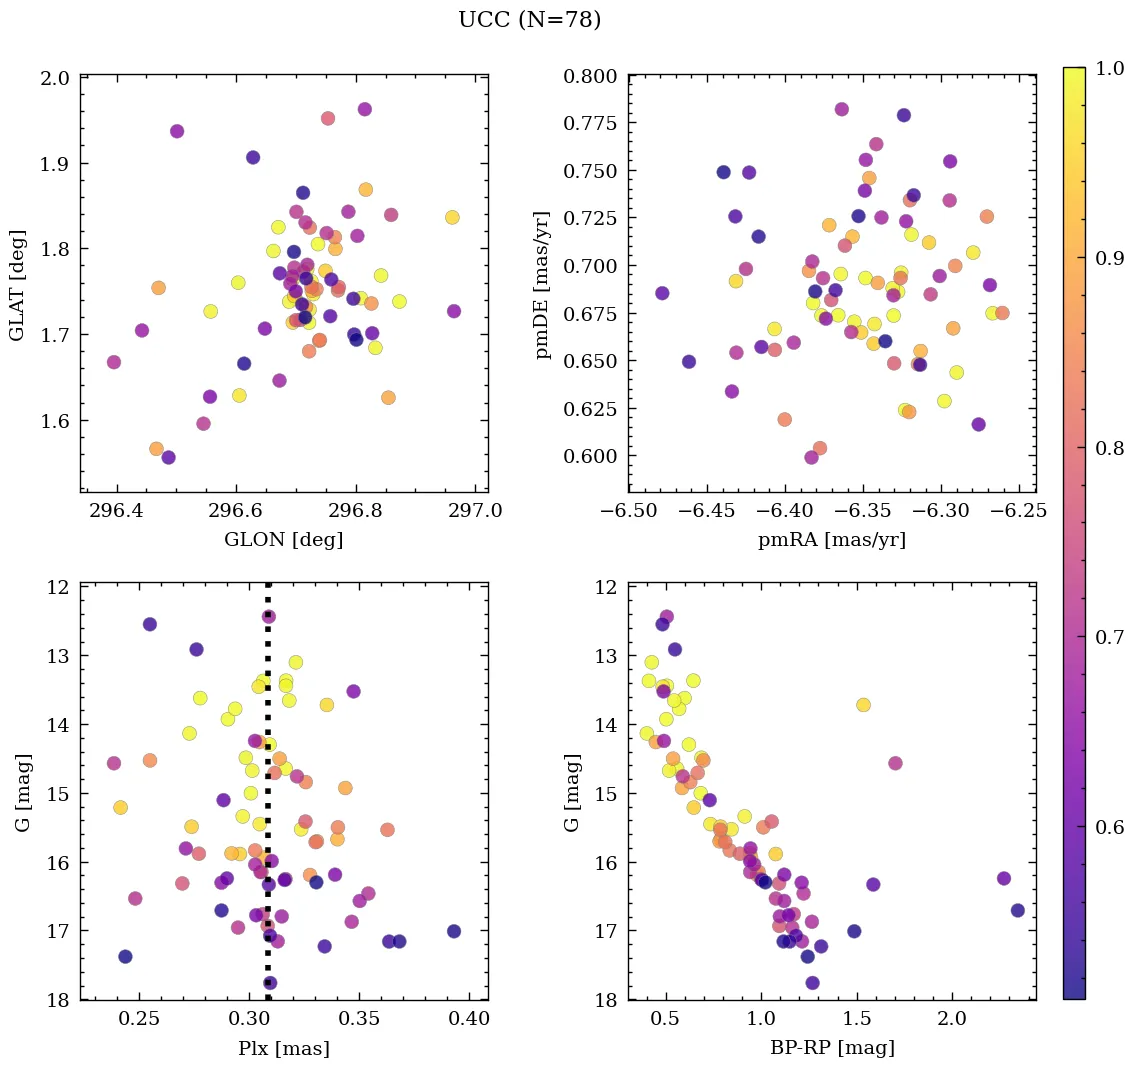 UCC (N=78)
2.0
1.9
1.8
1.7
1.6
GLAT [deg]
296.4 296.6 296.8 297.0
GLON [deg]
0.800
0.775
0.750
0.725
0.700
0.675
0.650
0.625
0.600
pmDE [mas/yr]
−6.50 −6.45 −6.40 −6.35 −6.30 −6.25
pmRA [mas/yr]
12
13
14
15
16
17
18
G [mag]
0.25 0.30 0.35 0.40
Plx [mas]
12
13
14
15
16
17
18
G [mag]
0.5 1.0 1.5 2.0
BP-RP [mag]
1.0
0.9
0.8
0.7
0.6